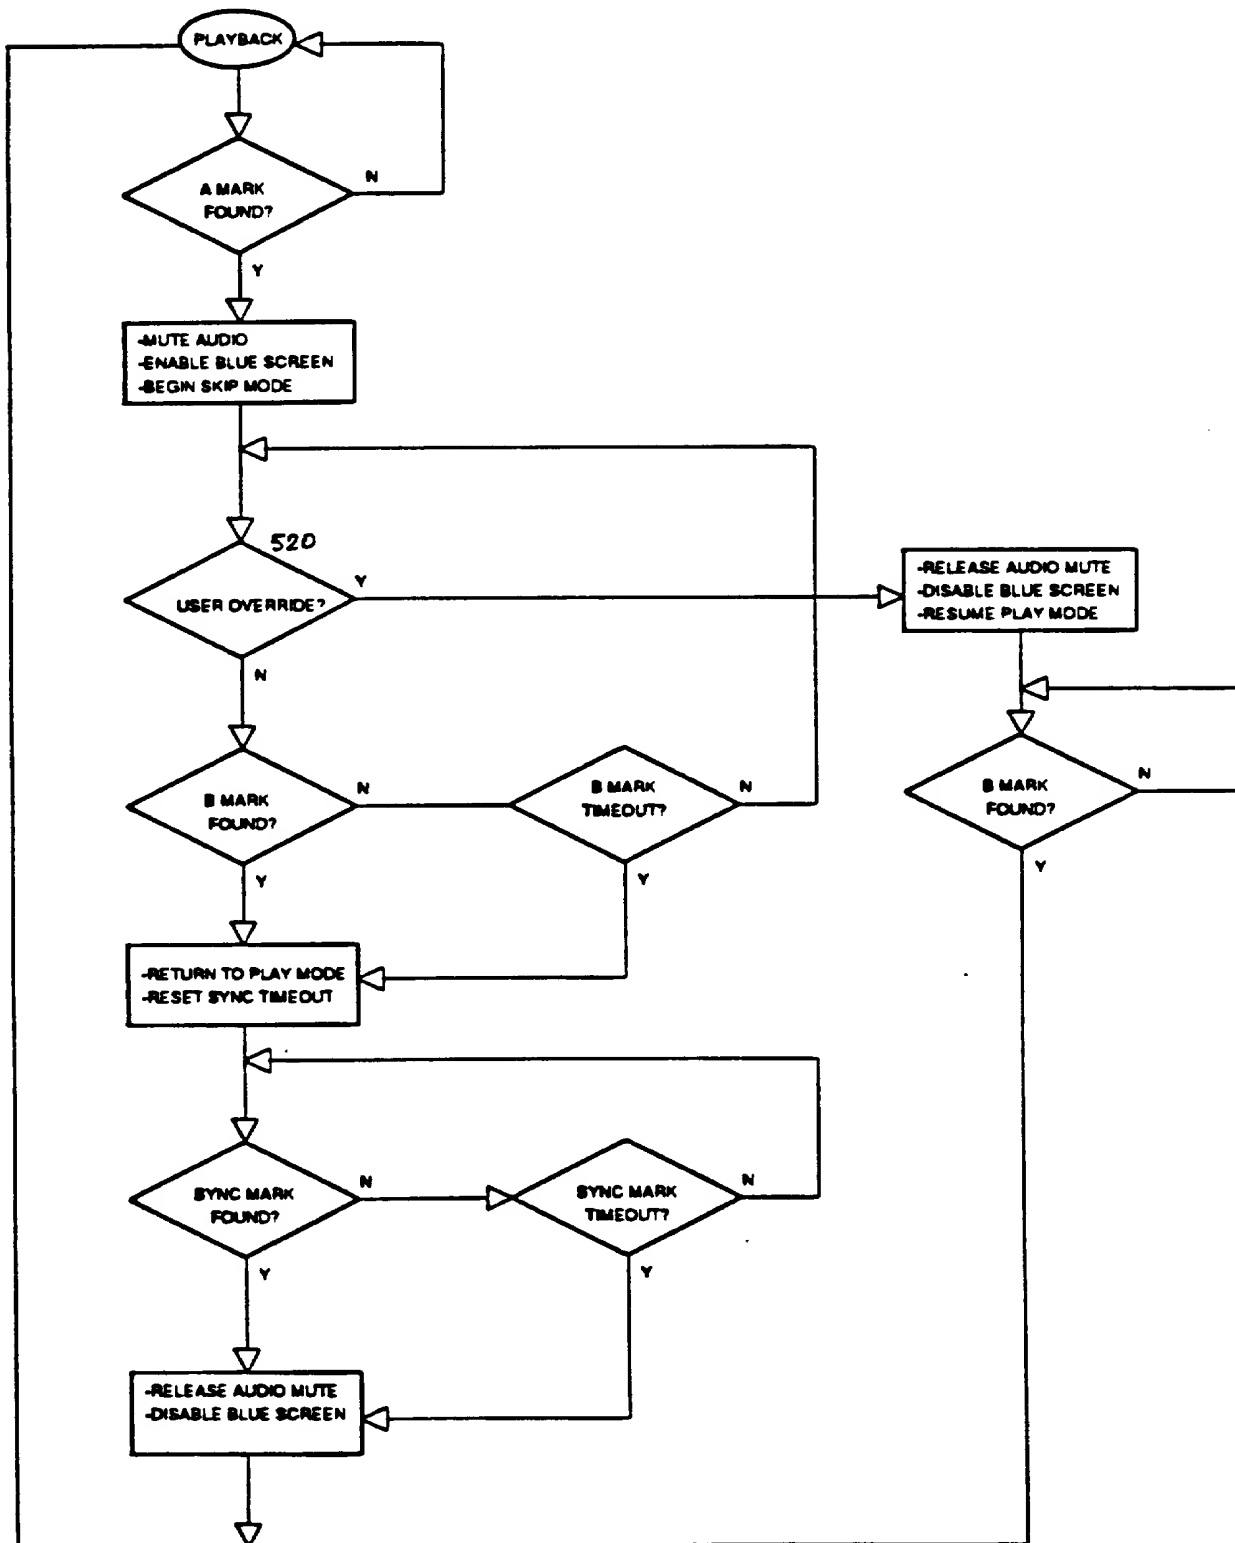 PLAYBACK
A MARK
FOUND?
N
Y
-MUTE AUDIO
-ENABLE BLUE SCREEN
-BEGIN SKIP MODE
520
USER OVERRIDE?
Y
N
-RELEASE AUDIO MUTE
-DISABLE BLUE SCREEN
-RESUME PLAY MODE
B MARK
FOUND?
N
Y
B MARK
TIMEOUT?
N
Y
B MARK
FOUND?
N
Y
-RETURN TO PLAY MODE
-RESET SYNC TIMEOUT
SYNC MARK
FOUND?
N
Y
SYNC MARK
TIMEOUT?
N
Y
-RELEASE AUDIO MUTE
-DISABLE BLUE SCREEN